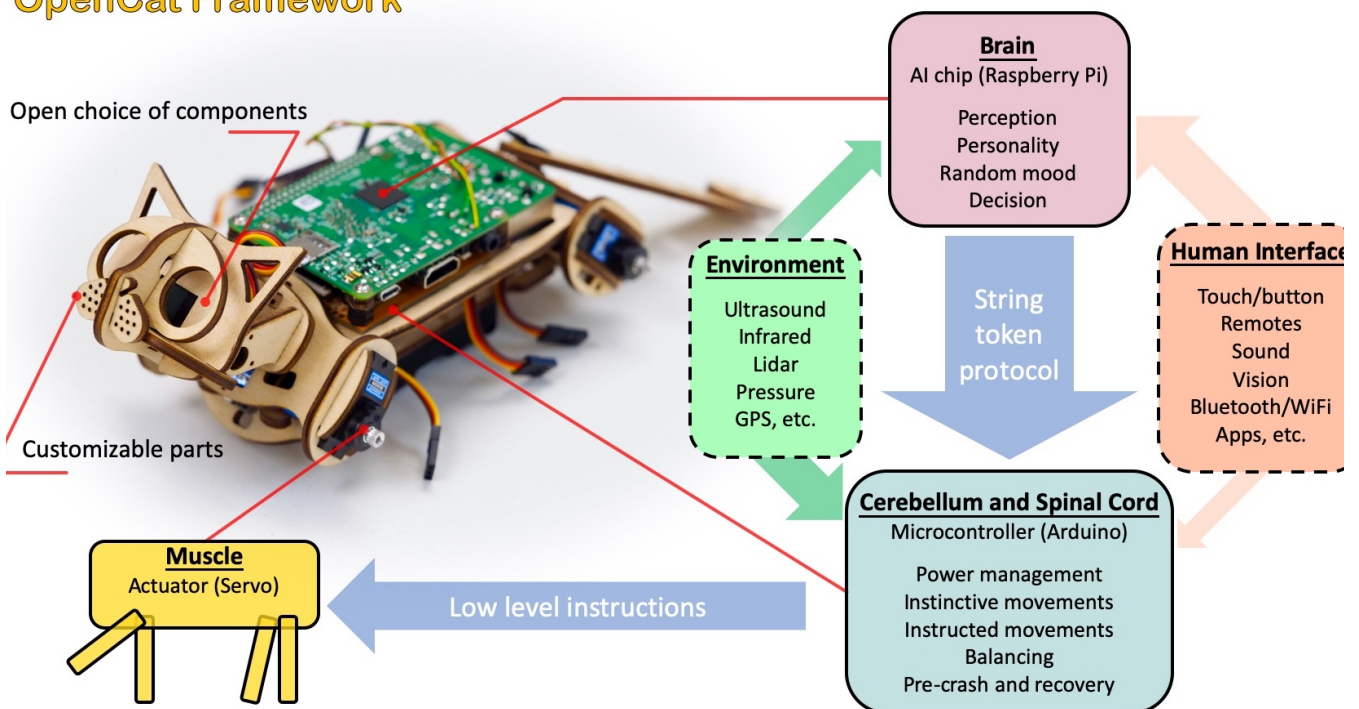 OpenCat Framework
Open choice of components
Customizable parts
Brain
AI chip (Raspberry Pi)
Perception
Personality
Random mood
Decision
Environment
Ultrasound
Infrared
Lidar
Pressure
GPS, etc.
String
token
protocol
Human Interface
Touch/button
Remotes
Sound
Vision
Bluetooth/WiFi
Apps, etc.
Cerebellum and Spinal Cord
Microcontroller (Arduino)
Power management
Instinctive movements
Instructed movements
Balancing
Pre-crash and recovery
Low level instructions
Muscle
Actuator (Servo)